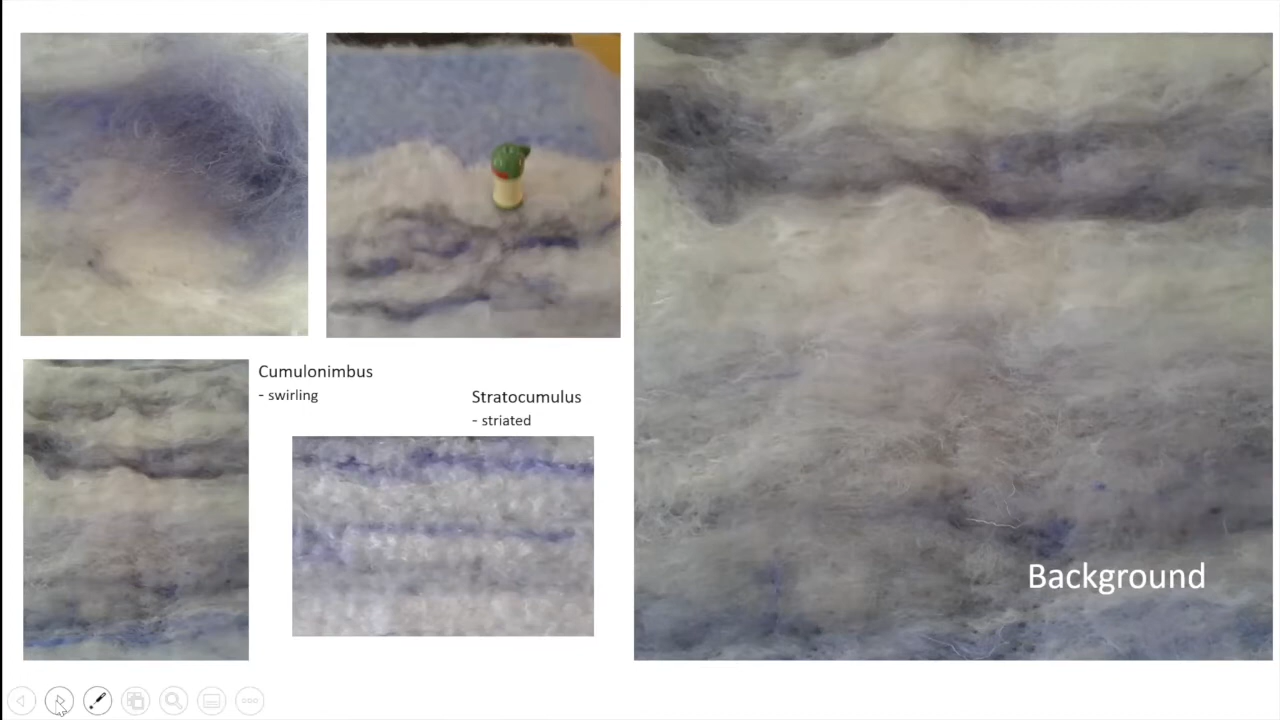 Cumulonimbus
- swirling
Stratocumulus
- striated
Background